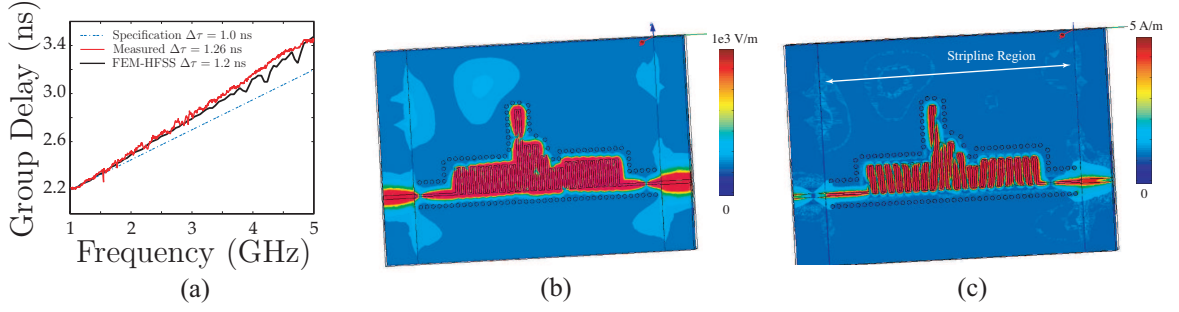 Group Delay (ns)
3.4
3.0
2.6
2.2
Specification Δτ = 1.0 ns
Measured Δτ = 1.26 ns
FEM-HFSS Δτ = 1.2 ns
1 2 3 4 5
Frequency (GHz)
(a)
1e3 V/m
0
(b)
Stripline Region
5 A/m
0
(c)